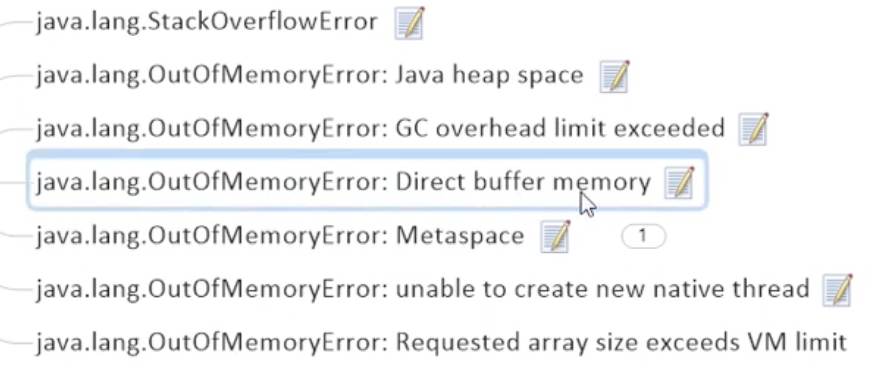 java.lang.StackOverflowError
java.lang.OutOfMemoryError: Java heap space
java.lang.OutOfMemoryError: GC overhead limit exceeded
java.lang.OutOfMemoryError: Direct buffer memory
java.lang.OutOfMemoryError: Metaspace 1
java.lang.OutOfMemoryError: unable to create new native thread
java.lang.OutOfMemoryError: Requested array size exceeds VM limit